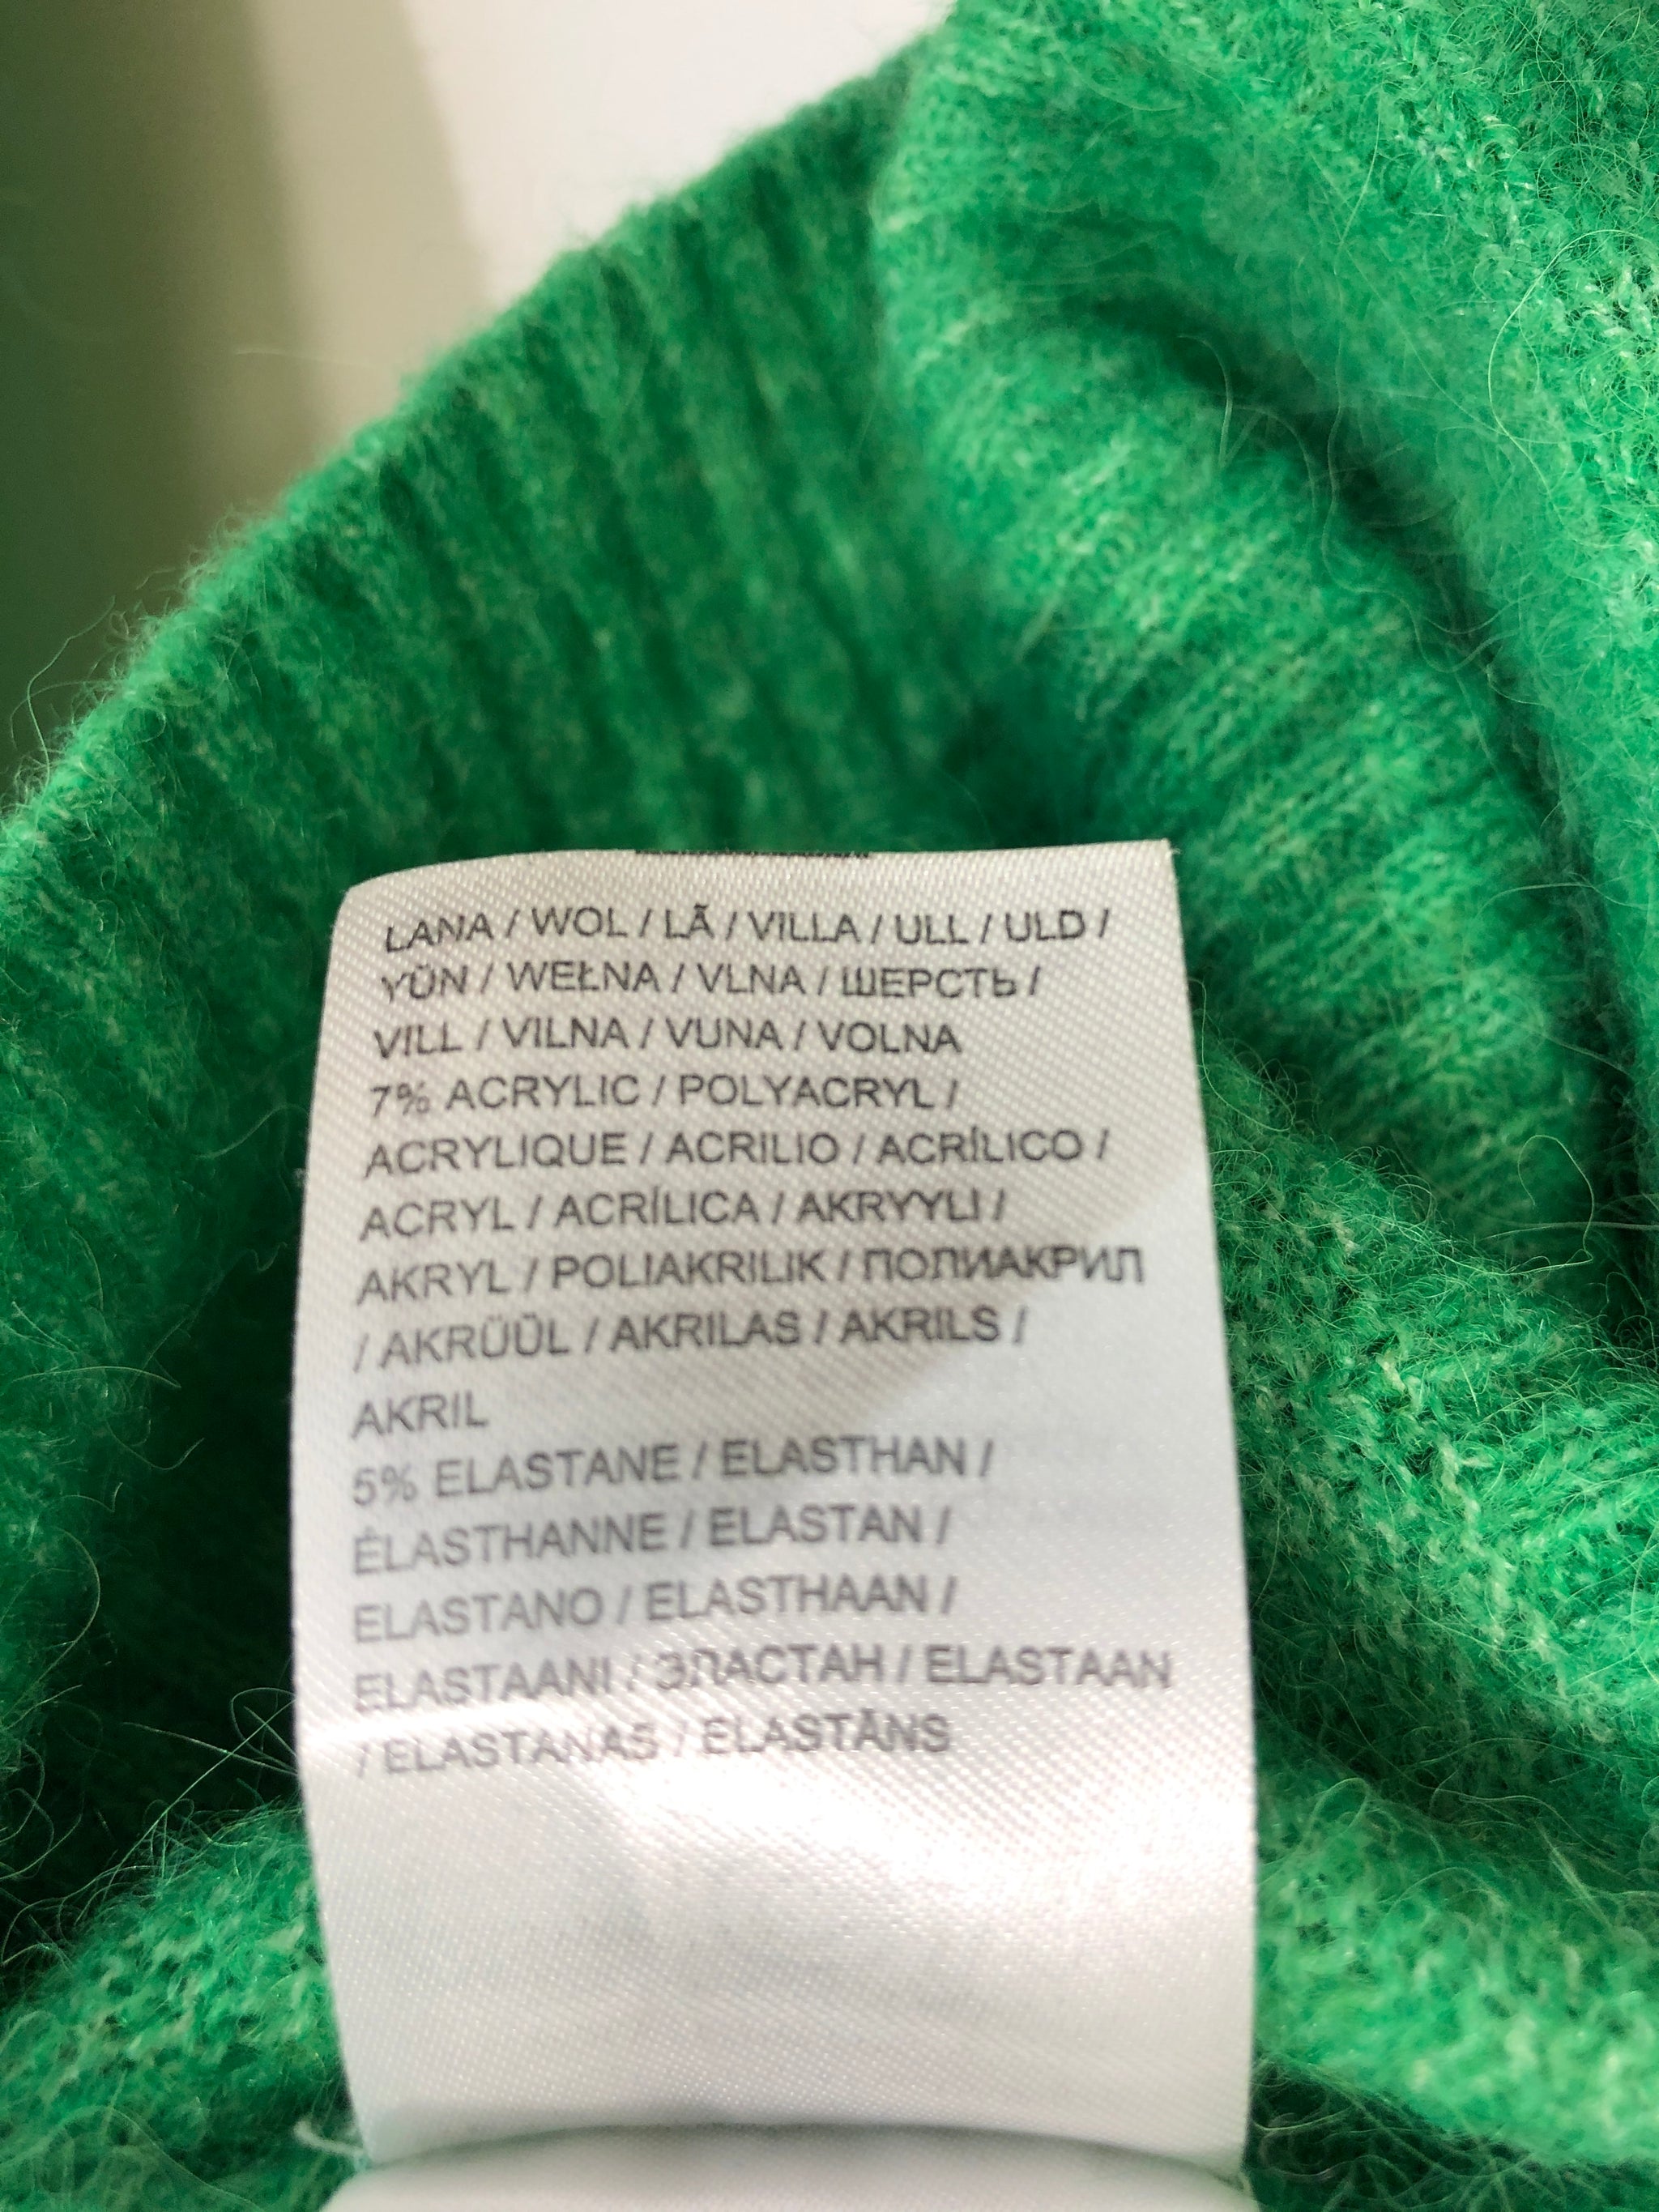 LANA / WOL / LÃ / VILLA / ULL / ULD /
YÜN / WEŁNA / VLNA / ШЕРСТЬ /
VILL / VILNA / VUNA / VOLNA
7% ACRYLIC / POLYACRYL /
ACRYLIQUE / ACRILIO / ACRÍLICO /
ACRYL / ACRÍLICA / AKRYYLI /
AKRYL / POLIAKRILIK / ПОЛИАКРИЛ
/ AKRÜÜL / AKRILAS / AKRILS /
AKRIL
5% ELASTANE / ELASTHAN /
ÉLASTHANNE / ELASTAN /
ELASTANO / ELASTHAAN /
ELASTAANI / ЭЛАСТАН / ELASTAAN
/ ELASTANAS / ELASTĀNS